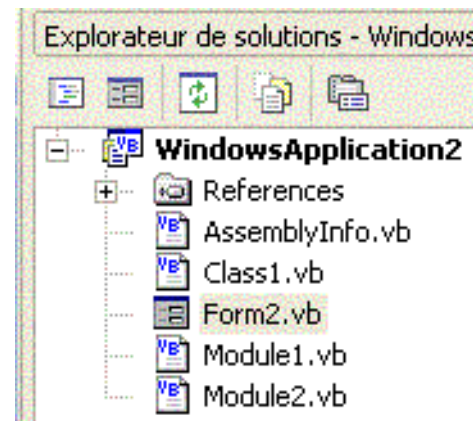 Explorateur de solutions - Windows
WindowsApplication2
References
AssemblyInfo.vb
Class1.vb
Form2.vb
Module1.vb
Module2.vb